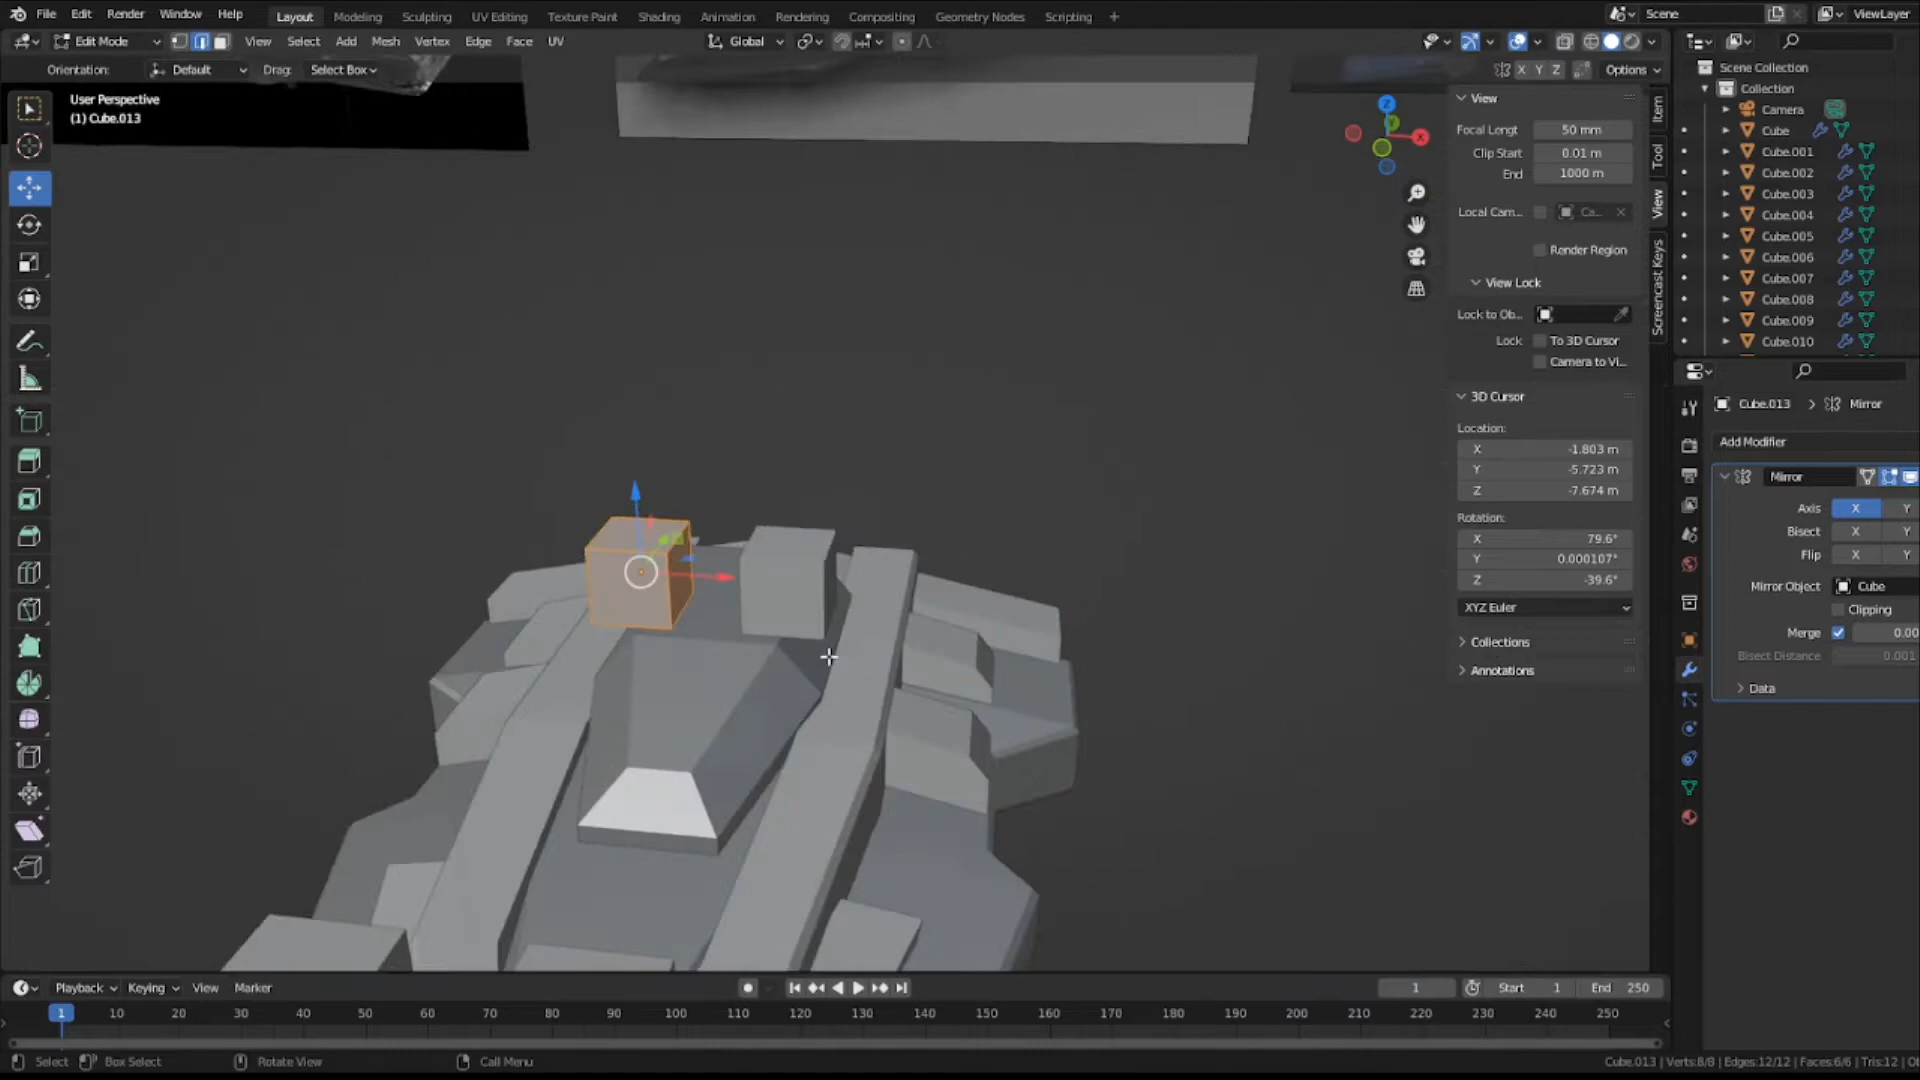 File Edit Render Window Help
Layout Modeling Sculpting UV Editing Texture Paint Shading Animation Rendering Compositing Geometry Nodes Scripting +
Scene
ViewLayer
Edit Mode View Select Add Mesh Vertex Edge Face UV
Global
Orientation: Default Drag: Select Box
X Y Z Options
User Perspective
(1) Cube.013
Z
X
View
Focal Lengt 50 mm
Clip Start 0.01 m
End 1000 m
Local Cam... Ca...
Render Region
View Lock
Lock to Ob...
Lock: To 3D Cursor
Camera to Vi...
3D Cursor
Location:
X -1.803 m
Y -5.723 m
Z -7.674 m
Rotation:
X 79.6°
Y 0.000107°
Z -39.6°
XYZ Euler
Collections
Annotations
Item
Tool
View
Screencast Keys
Scene Collection
Collection
Camera
Cube
Cube.001
Cube.002
Cube.003
Cube.004
Cube.005
Cube.006
Cube.007
Cube.008
Cube.009
Cube.010
Cube.013 > Mirror
Add Modifier
Mirror
Axis X Y
Bisect X Y
Flip X Y
Mirror Object Cube
Clipping
Merge 0.00
Bisect Distance 0.001
Data
Playback Keying View Marker
1 Start 1 End 250
1 10 20 30 40 50 60 70 80 90 100 110 120 130 140 150 160 170 180 190 200 210 220 230 240 250
Select Box Select Rotate View Call Menu
Cube.013 | Verts:8/8 | Edges:12/12 | Faces:6/6 | Tris:12 | O